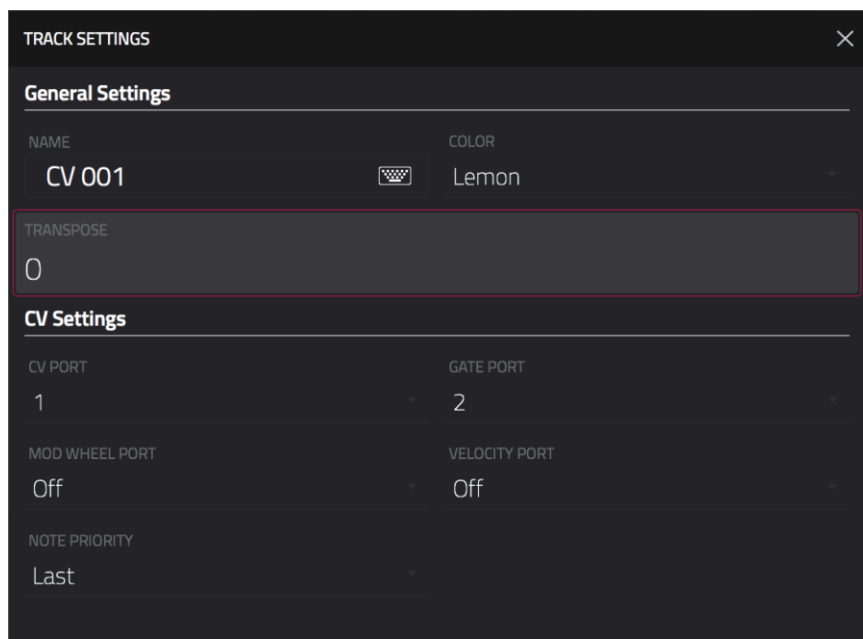 TRACK SETTINGS
General Settings
NAME COLOR
CV 001 Lemon
TRANSPOSE
0
CV Settings
CV PORT GATE PORT
1 2
MOD WHEEL PORT VELOCITY PORT
Off Off
NOTE PRIORITY
Last